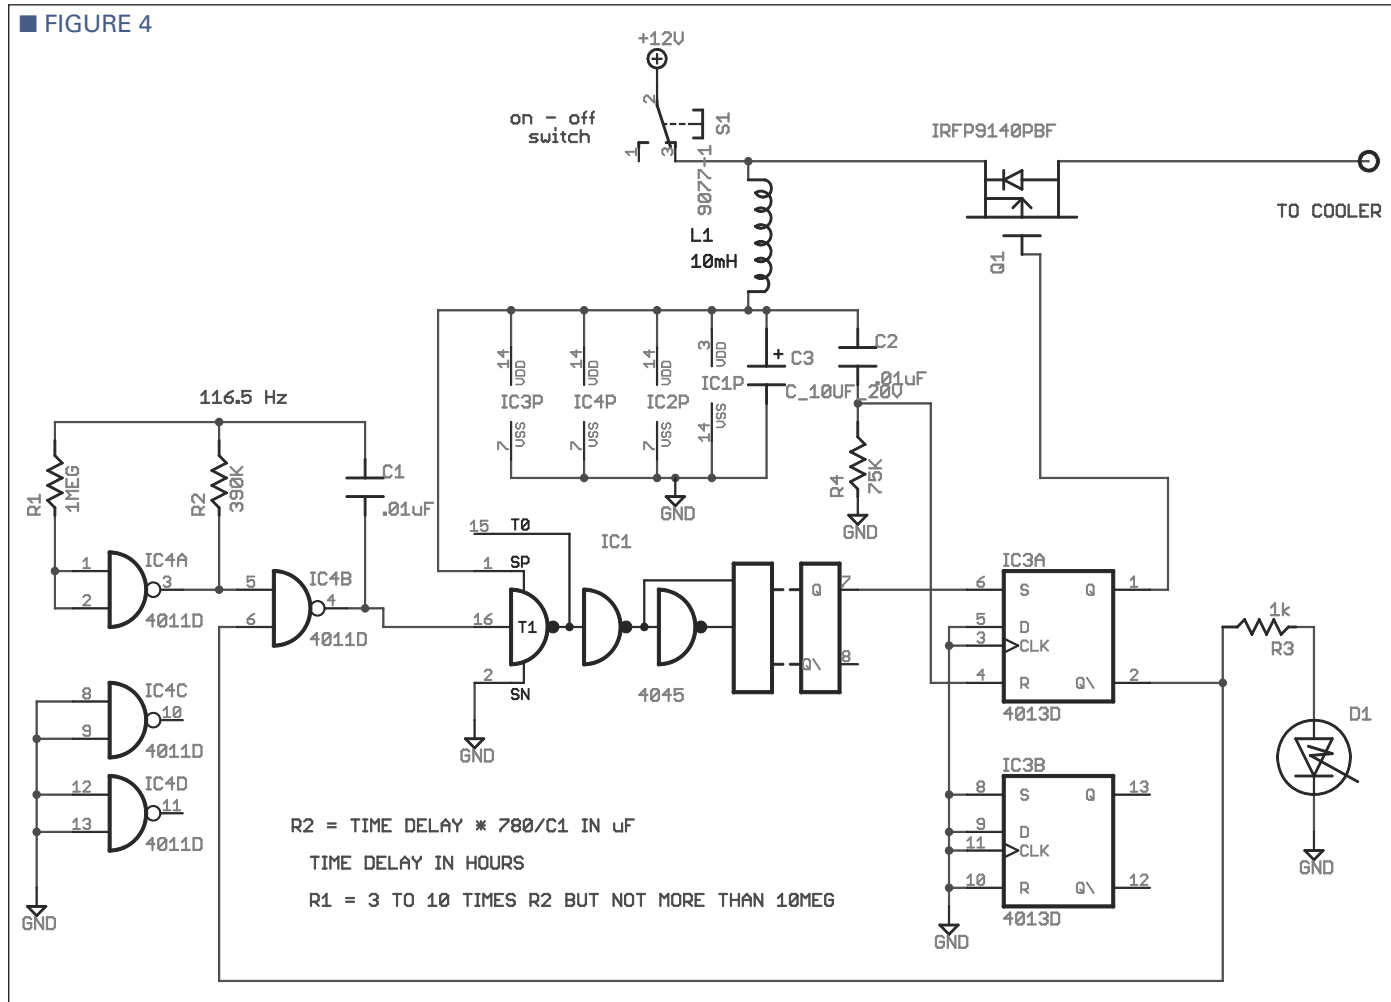 FIGURE 4
+12V
2
on - off
switch
S1
1
3
9077-1
IRFP9140PBF
TO COOLER
L1
10mH
Q1
14
VDD
14
VDD
14
VDD
3
VDD
IC3P
IC4P
IC2P
IC1P
7
VSS
7
VSS
7
VSS
14
VSS
+
C3
C_10UF_20V
C2
.01uF
R4
75K
GND
GND
116.5 Hz
R1
1MEG
R2
390K
C1
.01uF
1
2
IC4A
3
4011D
5
6
IC4B
4
4011D
8
9
IC4C
10
4011D
12
13
IC4D
11
4011D
GND
15
T0
IC1
1
SP
16
T1
2
SN
GND
4045
Q
7
Q\
8
IC3A
6
S
Q
1
5
D
3
CLK
4
R
Q\
2
4013D
IC3B
8
S
Q
13
9
D
11
CLK
10
R
Q\
12
4013D
GND
1k
R3
D1
GND
R2 = TIME DELAY * 780/C1 IN uF
TIME DELAY IN HOURS
R1 = 3 TO 10 TIMES R2 BUT NOT MORE THAN 10MEG